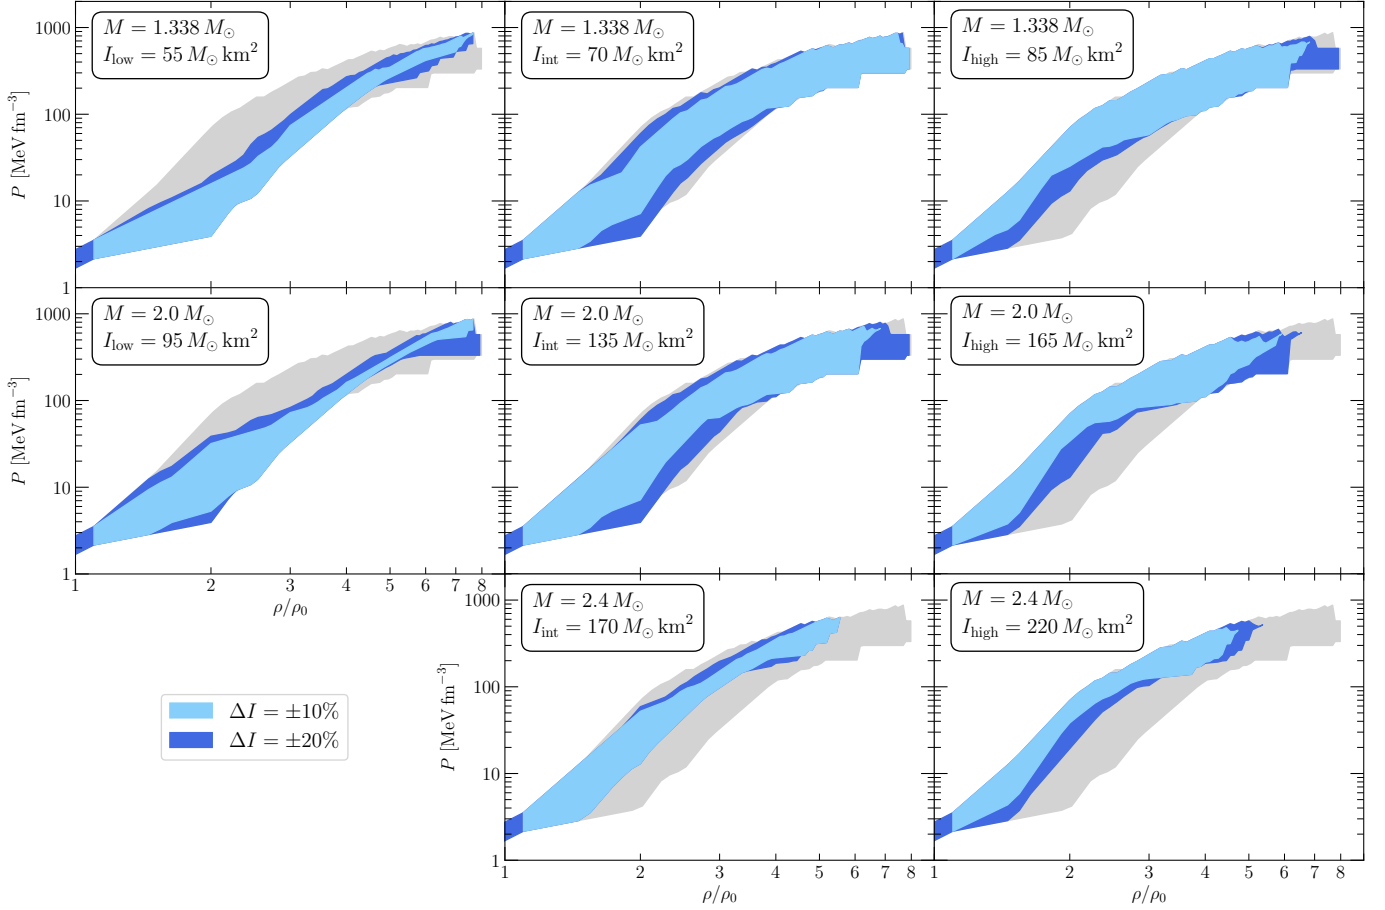 M = 1.338 M⊙
I_low = 55 M⊙ km²
M = 1.338 M⊙
I_int = 70 M⊙ km²
M = 1.338 M⊙
I_high = 85 M⊙ km²
1000
100
10
1
P [MeV fm⁻³]
M = 2.0 M⊙
I_low = 95 M⊙ km²
M = 2.0 M⊙
I_int = 135 M⊙ km²
M = 2.0 M⊙
I_high = 165 M⊙ km²
1000
100
10
1
P [MeV fm⁻³]
1 2 3 4 5 6 7 8
ρ/ρ₀
M = 2.4 M⊙
I_int = 170 M⊙ km²
M = 2.4 M⊙
I_high = 220 M⊙ km²
1000
100
10
1
P [MeV fm⁻³]
ΔI = ±10%
ΔI = ±20%
1 2 3 4 5 6 7 8
1 2 3 4 5 6 7 8
ρ/ρ₀
ρ/ρ₀